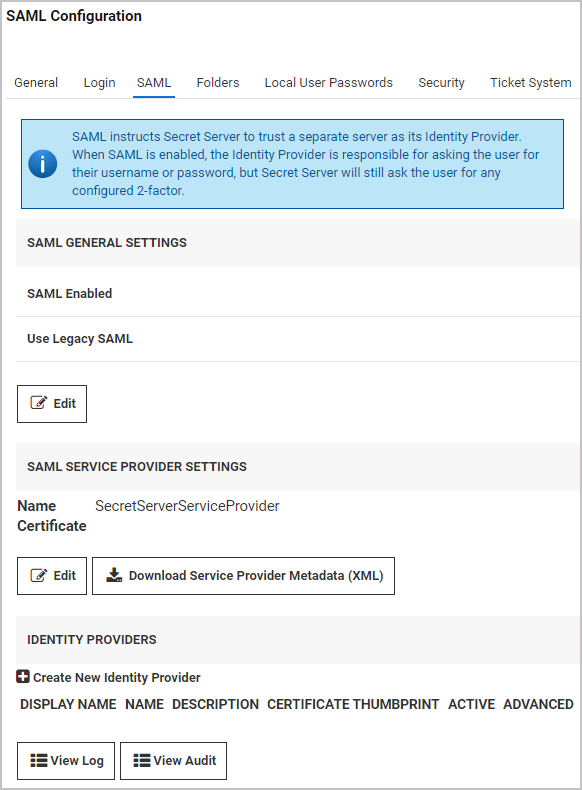 SAML Configuration
General Login SAML Folders Local User Passwords Security Ticket System
SAML instructs Secret Server to trust a separate server as its Identity Provider.
When SAML is enabled, the Identity Provider is responsible for asking the user for
their username or password, but Secret Server will still ask the user for any
configured 2-factor.
SAML GENERAL SETTINGS
SAML Enabled
Use Legacy SAML
Edit
SAML SERVICE PROVIDER SETTINGS
Name SecretServerServiceProvider
Certificate
Edit Download Service Provider Metadata (XML)
IDENTITY PROVIDERS
Create New Identity Provider
DISPLAY NAME NAME DESCRIPTION CERTIFICATE THUMBPRINT ACTIVE ADVANCED
View Log View Audit